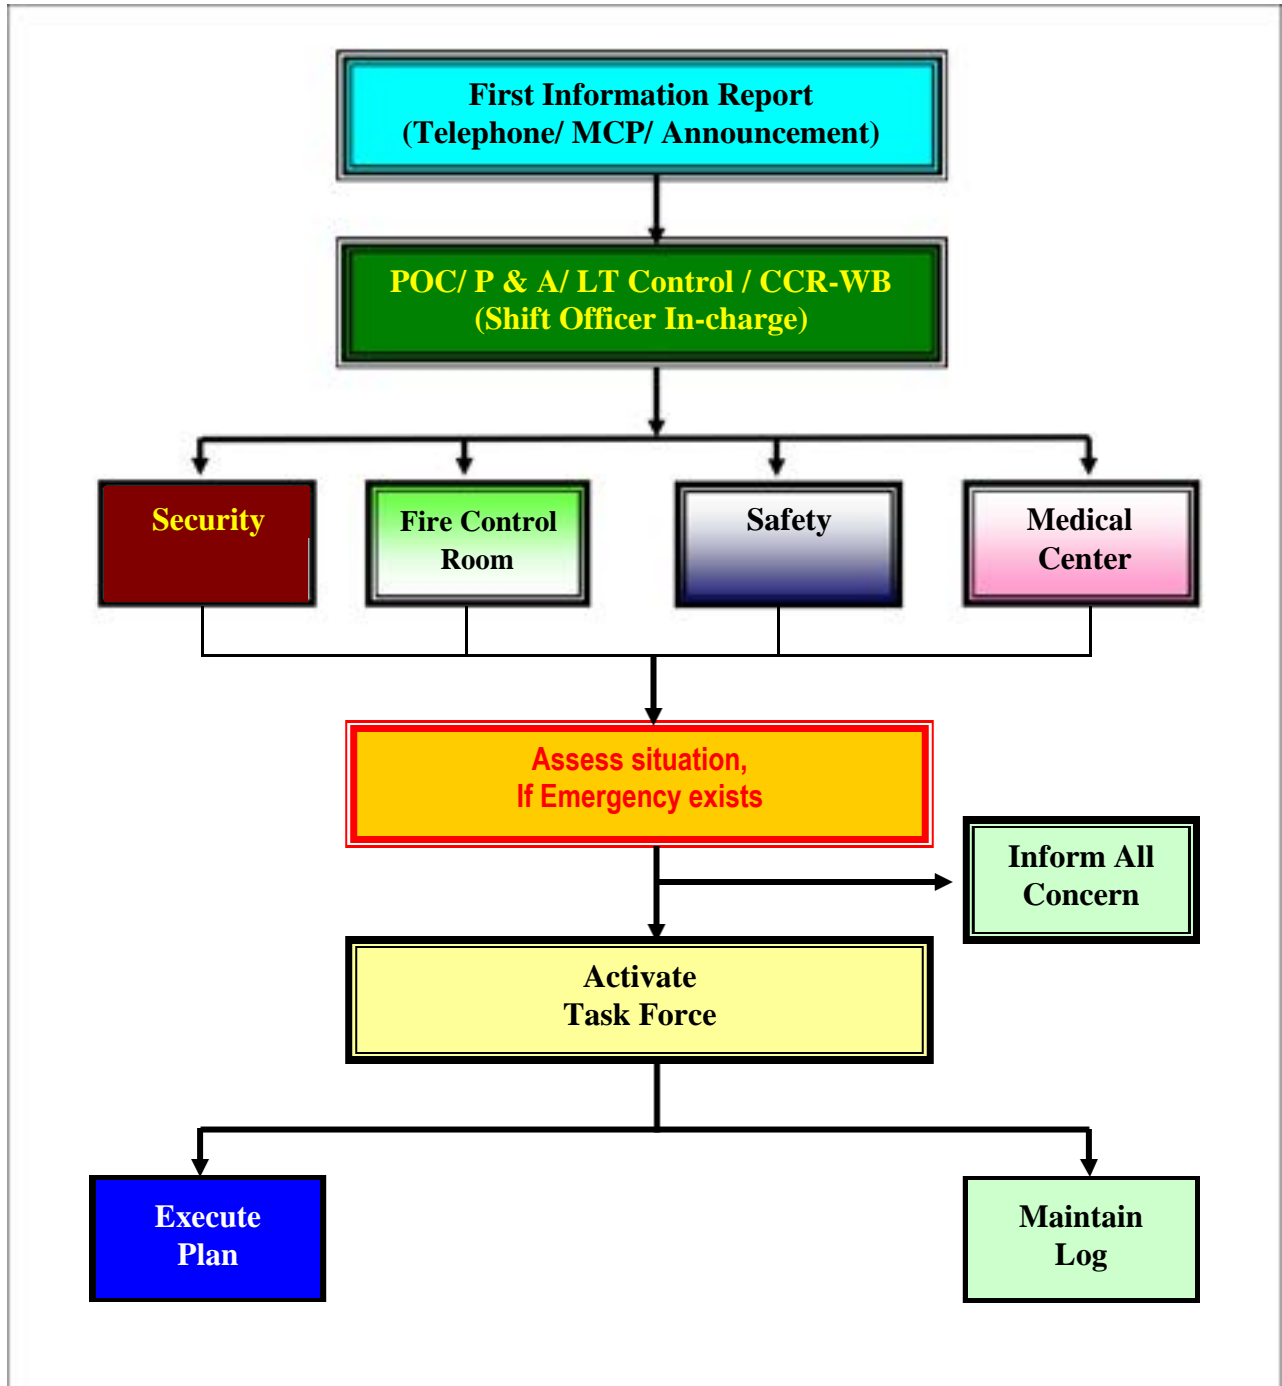 First Information Report
(Telephone/ MCP/ Announcement)
POC/ P & A/ LT Control / CCR-WB
(Shift Officer In-charge)
Security
Fire Control
Room
Safety
Medical
Center
Assess situation,
If Emergency exists
Inform All
Concern
Activate
Task Force
Execute
Plan
Maintain
Log